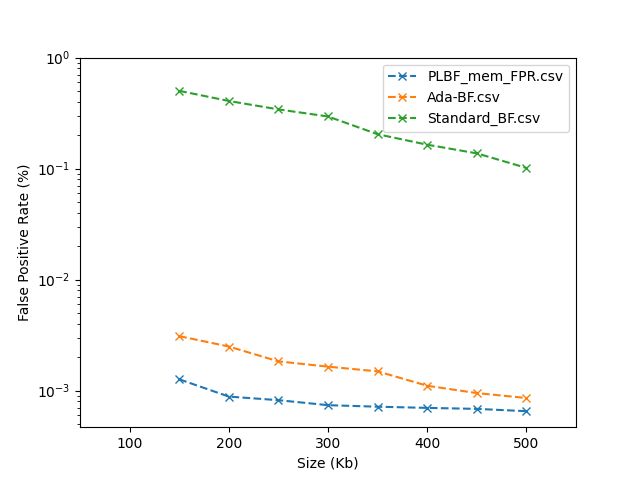 10⁰
10⁻¹
10⁻²
10⁻³
False Positive Rate (%)
PLBF_mem_FPR.csv
Ada-BF.csv
Standard_BF.csv
100 200 300 400 500
Size (Kb)